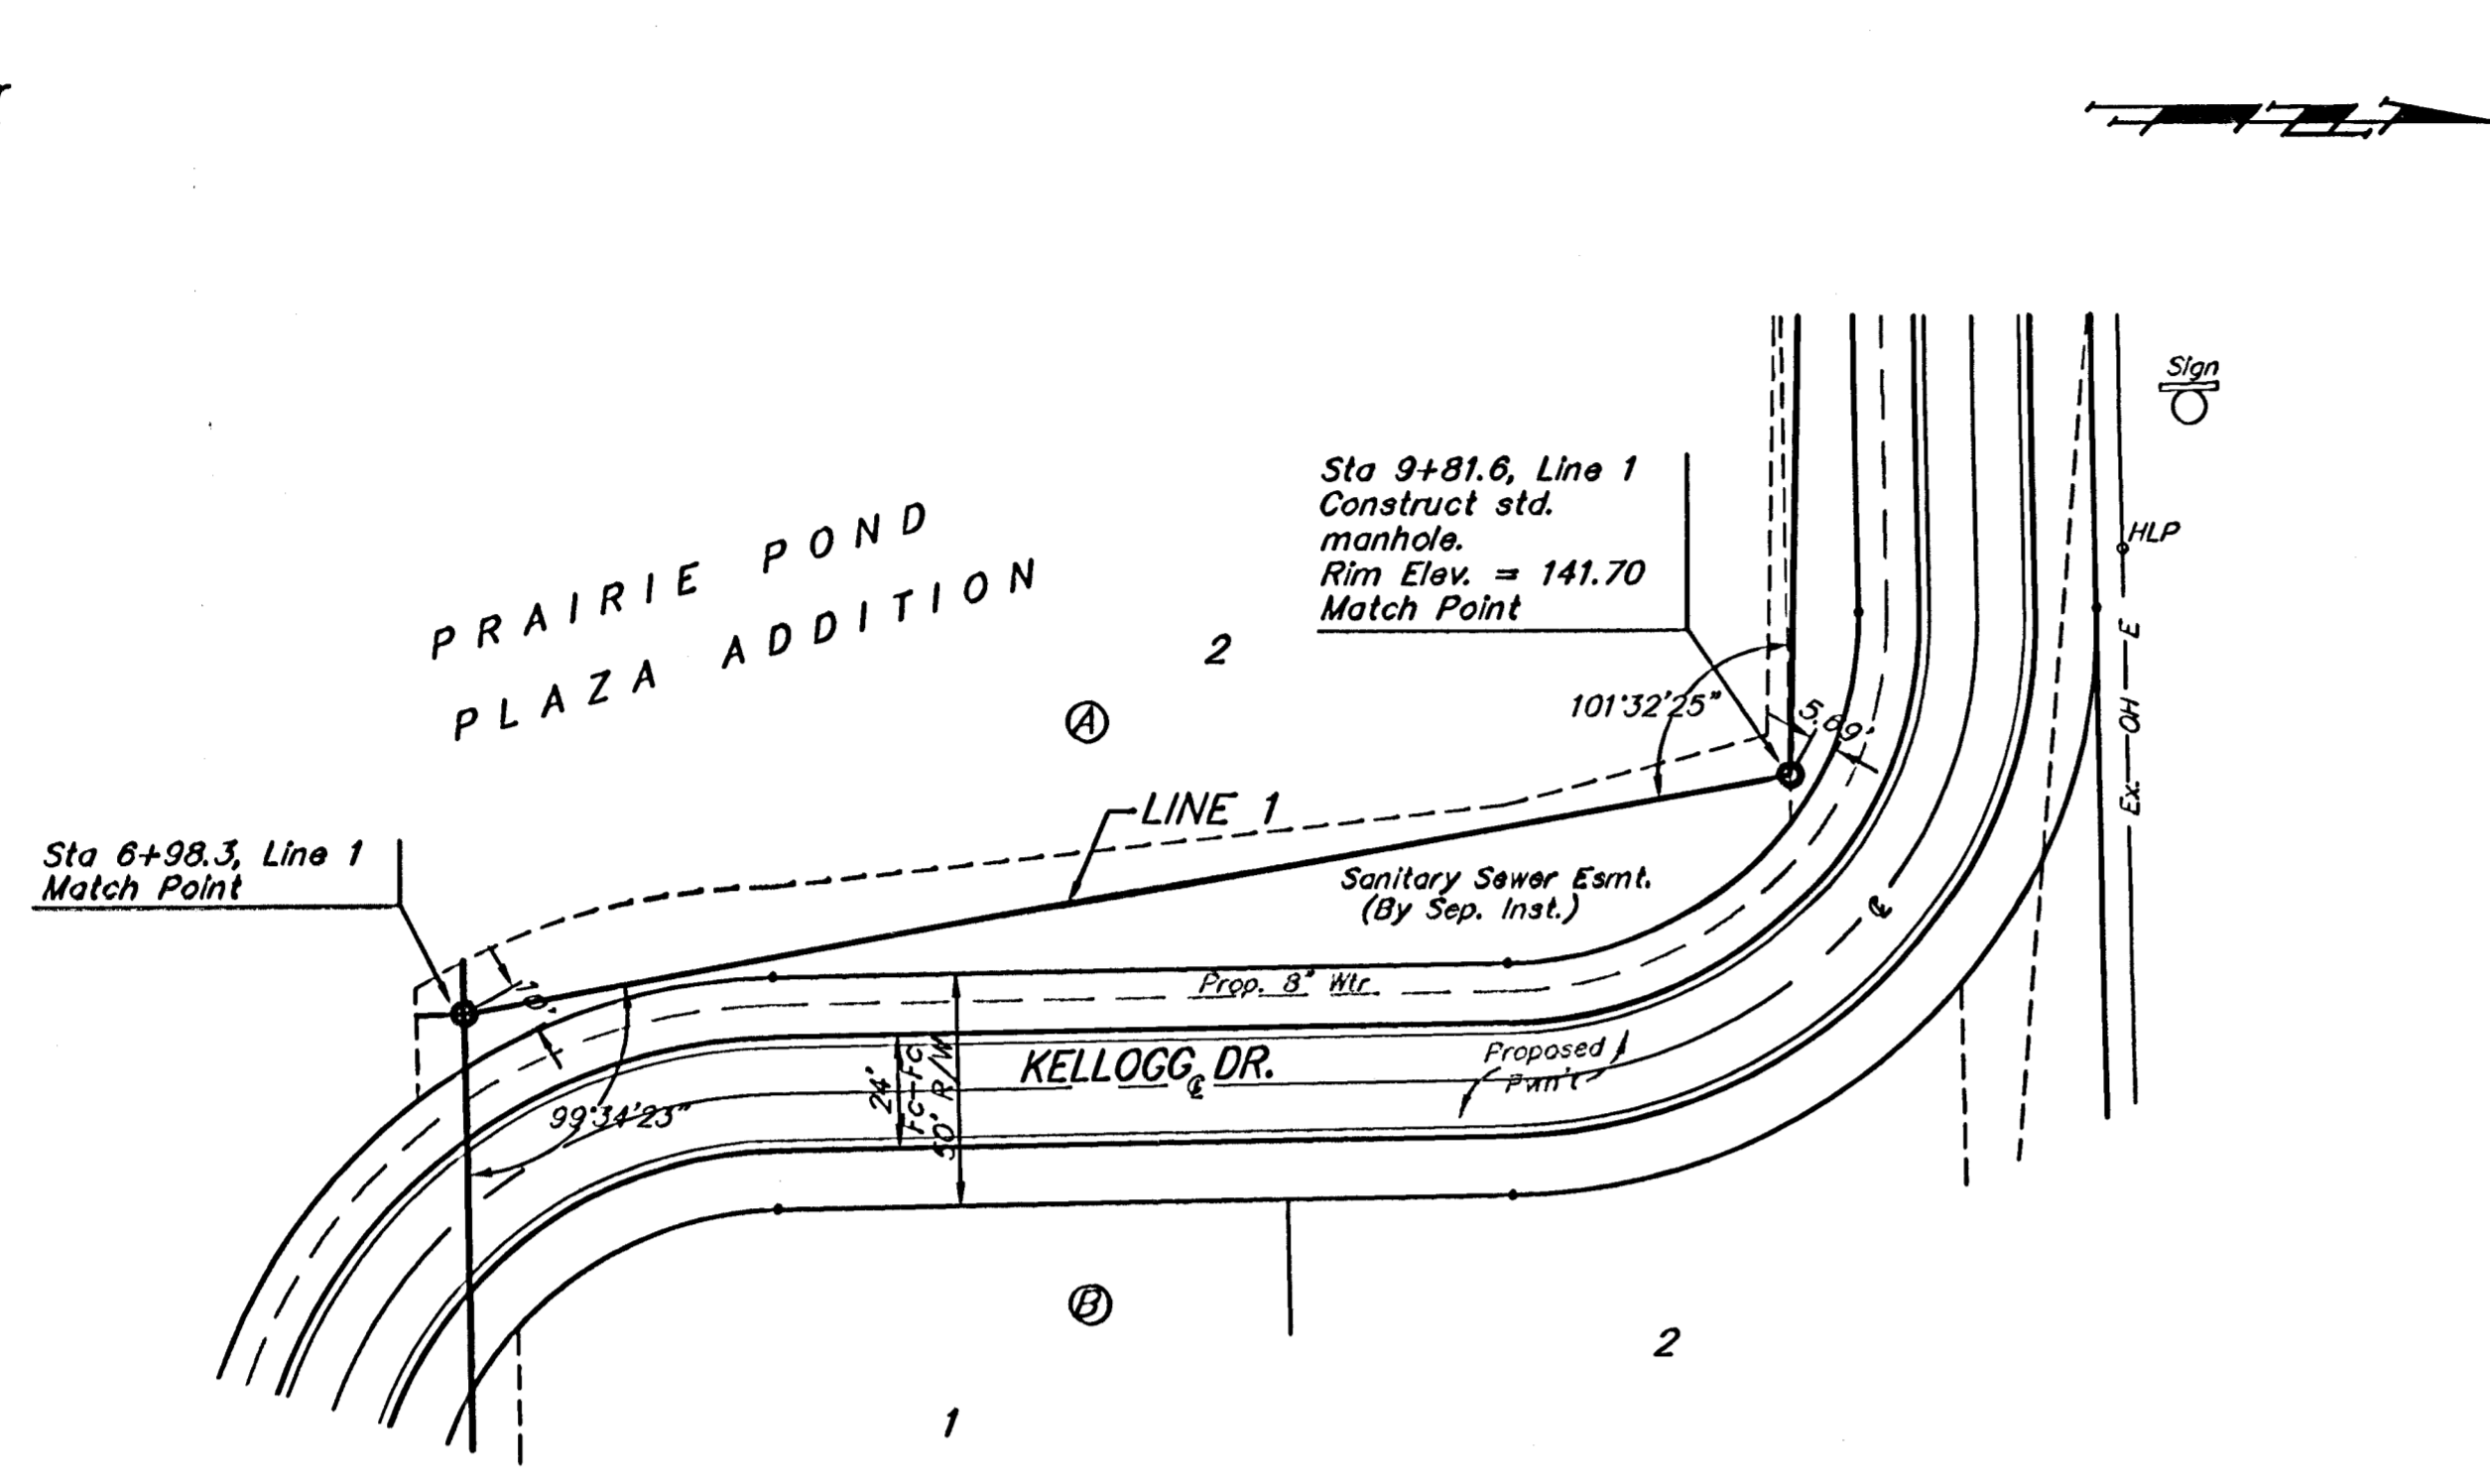 Sign
Sta 9+81.6, Line 1
Construct std.
manhole.
Rim Elev. = 141.70
Match Point
HLP
PRAIRIE POND
PLAZA ADDITION
2
A
101°32'25"
5.69'
Ex. OH E
LINE 1
Sta 6+98.3, Line 1
Match Point
Sanitary Sewer Esmt.
(By Sep. Inst.)
℄
Prop. 8" Wtr.
KELLOGG DR.
℄
24'
FC-FC
50' R/W
Proposed
Pvm't
99°34'23"
B
2
1